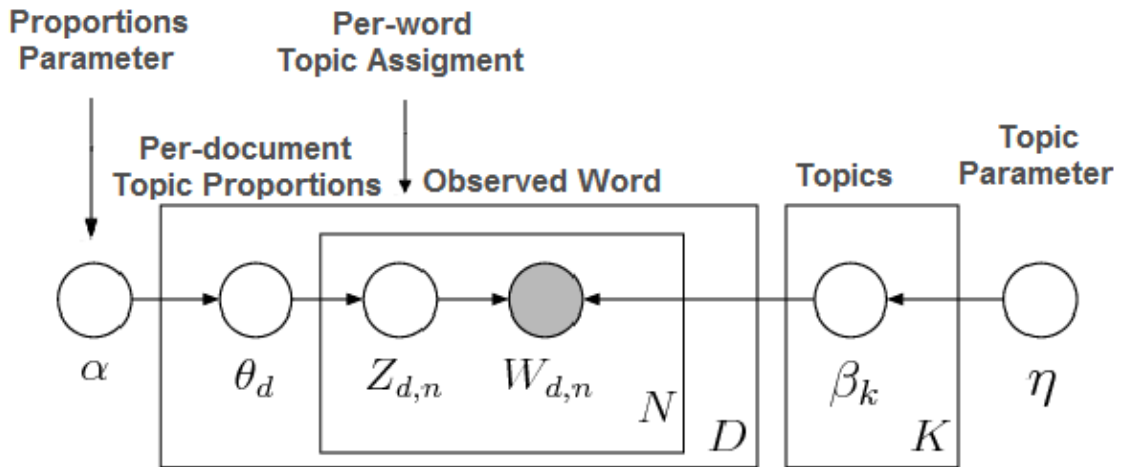 Proportions
Parameter
Per-word
Topic Assigment
Per-document
Topic Proportions
Observed Word
Topics
Topic
Parameter
α
θ_d
Z_{d,n}
W_{d,n}
N
D
β_k
K
η